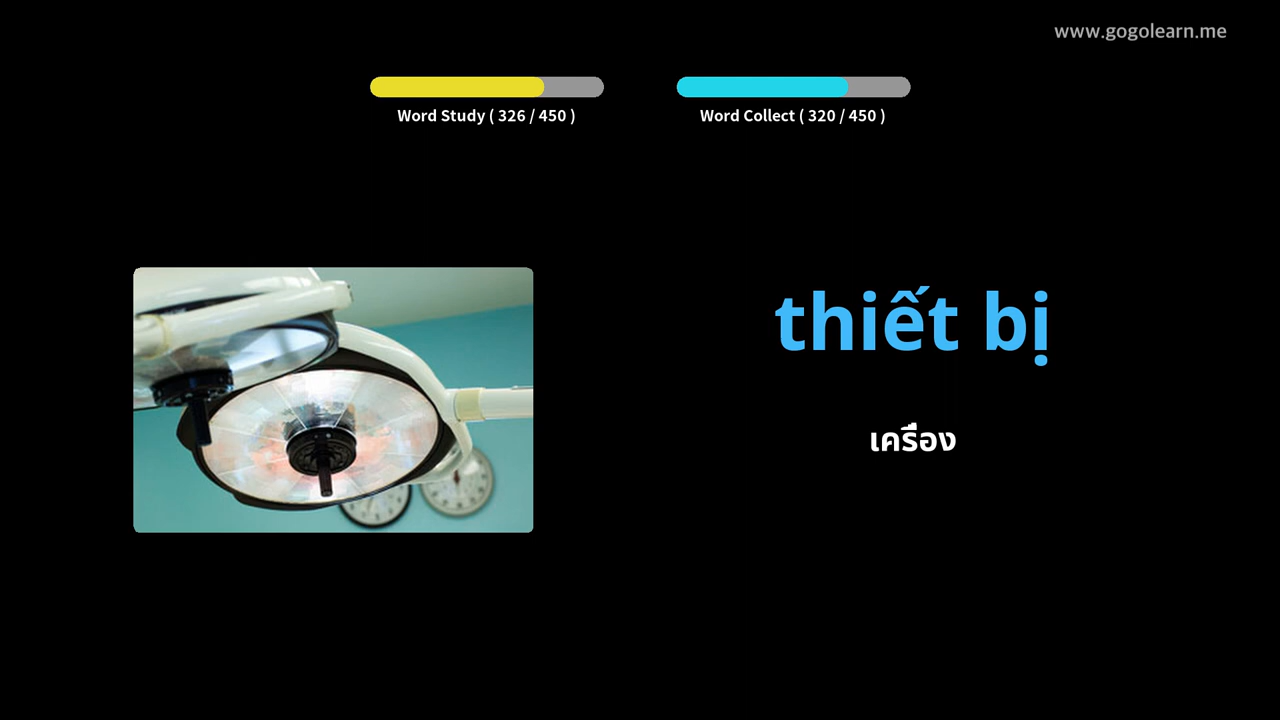 www.gogolearn.me
Word Study ( 326 / 450 )
Word Collect ( 320 / 450 )
thiết bị
เครื่อง